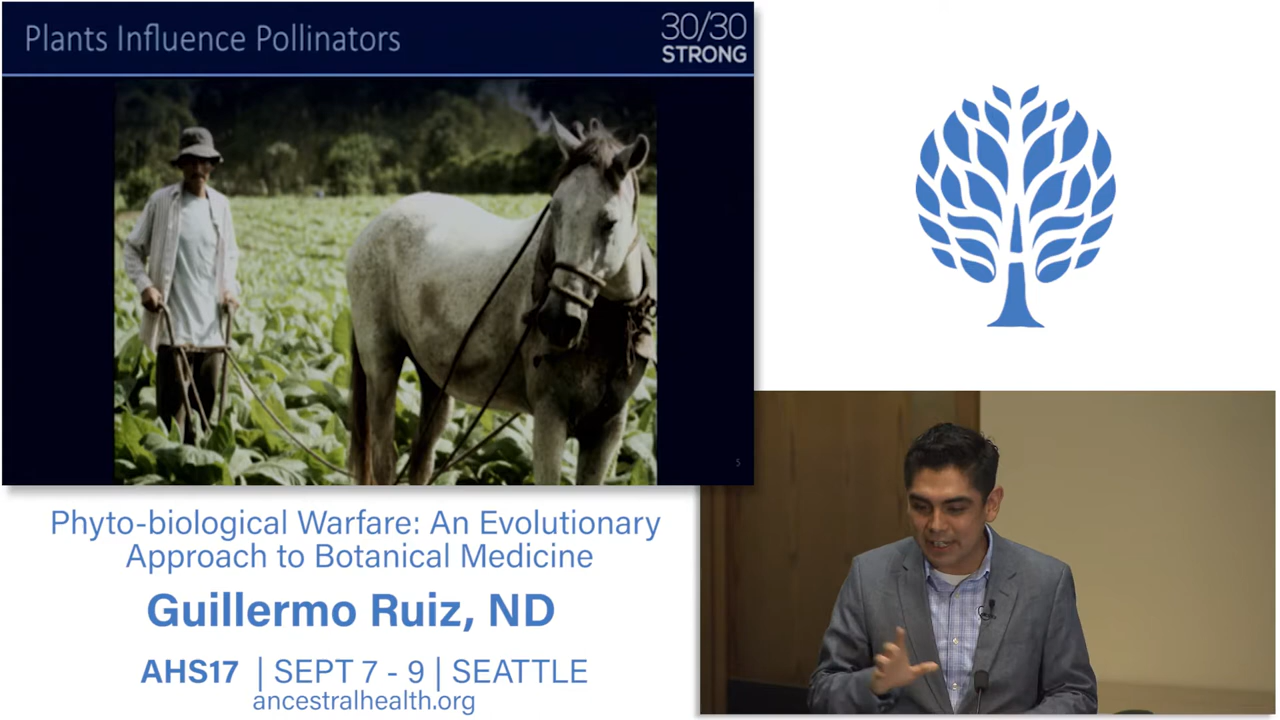 Plants Influence Pollinators
30/30
STRONG
5
Phyto-biological Warfare: An Evolutionary
Approach to Botanical Medicine
Guillermo Ruiz, ND
AHS17 | SEPT 7 - 9 | SEATTLE
ancestralhealth.org